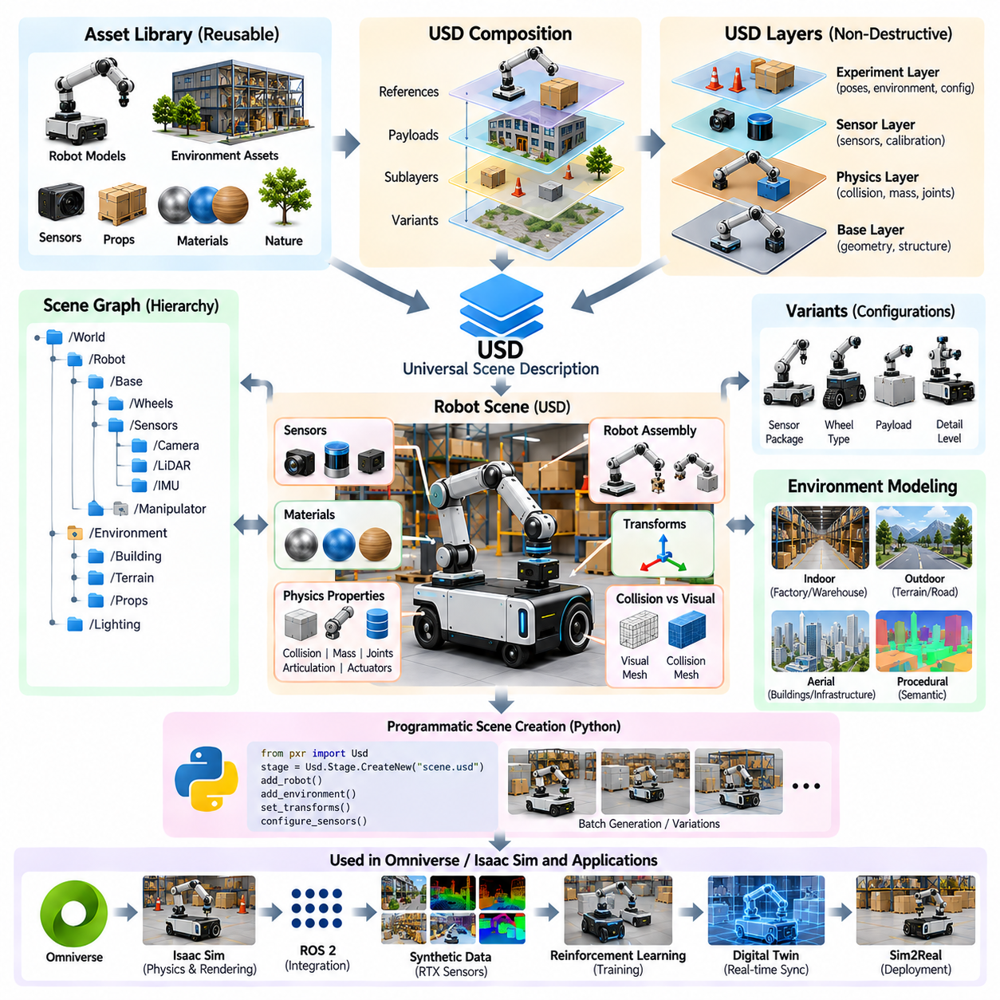 Asset Library (Reusable)
Robot Models
Environment Assets
Sensors
Props
Materials
Nature
USD Composition
References
Payloads
Sublayers
Variants
USD Layers (Non-Destructive)
Experiment Layer
(poses, environment, config)
Sensor Layer
(sensors, calibration)
Physics Layer
(collision, mass, joints)
Base Layer
(geometry, structure)
USD
Universal Scene Description
Scene Graph (Hierarchy)
/World
/Robot
/Base
/Wheels
/Sensors
/Camera
/LiDAR
/IMU
/Manipulator
/Environment
/Building
/Terrain
/Props
/Lighting
Robot Scene (USD)
Sensors
Materials
Physics Properties
Collision | Mass | Joints
Articulation | Actuators
Robot Assembly
Transforms
Collision vs Visual
Visual
Mesh
Collision
Mesh
Variants (Configurations)
Sensor
Package
Wheel
Type
Payload
Detail
Level
Environment Modeling
Indoor
(Factory/Warehouse)
Outdoor
(Terrain/Road)
Aerial
(Buildings/Infrastructure)
Procedural
(Semantic)
Programmatic Scene Creation (Python)
from pxr import Usd
stage = Usd.Stage.CreateNew("scene.usd")
add_robot()
add_environment()
set_transforms()
configure_sensors()
Batch Generation / Variations
Used in Omniverse / Isaac Sim and Applications
Omniverse
Isaac Sim
(Physics & Rendering)
ROS 2
(Integration)
Synthetic Data
(RTX Sensors)
Reinforcement Learning
(Training)
Digital Twin
(Real-time Sync)
Sim2Real
(Deployment)